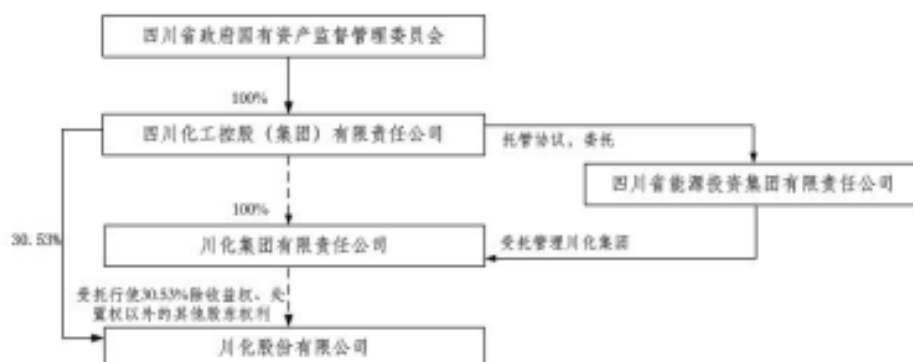 四川省政府国有资产监督管理委员会
100%
四川化工控股（集团）有限责任公司
托管协议，委托
四川省能源投资集团有限责任公司
100%
30.53%
川化集团有限责任公司
受托管理川化集团
受托行使30.53%除收益权、处
置权以外的其他股东权利
川化股份有限公司